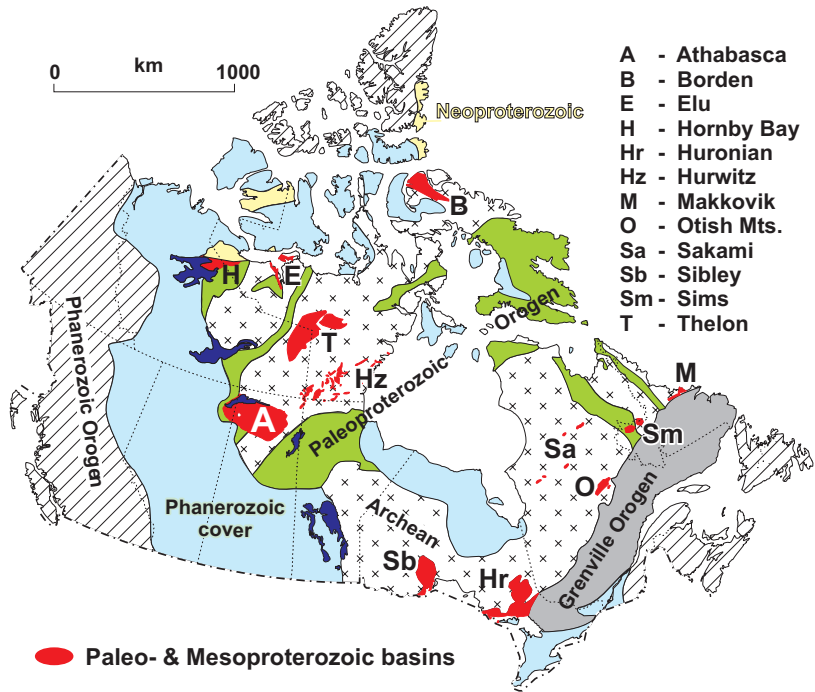 km
0 1000
Neoproterozoic
A - Athabasca
B - Borden
E - Elu
H - Hornby Bay
Hr - Huronian
Hz - Hurwitz
M - Makkovik
O - Otish Mts.
Sa - Sakami
Sb - Sibley
Sm - Sims
T - Thelon
B
H
E
T
Hz
A
M
Sm
Sa
O
Sb
Hr
Phanerozoic Orogen
Paleoproterozoic Orogen
Phanerozoic
cover
Archean
Grenville Orogen
Paleo- & Mesoproterozoic basins